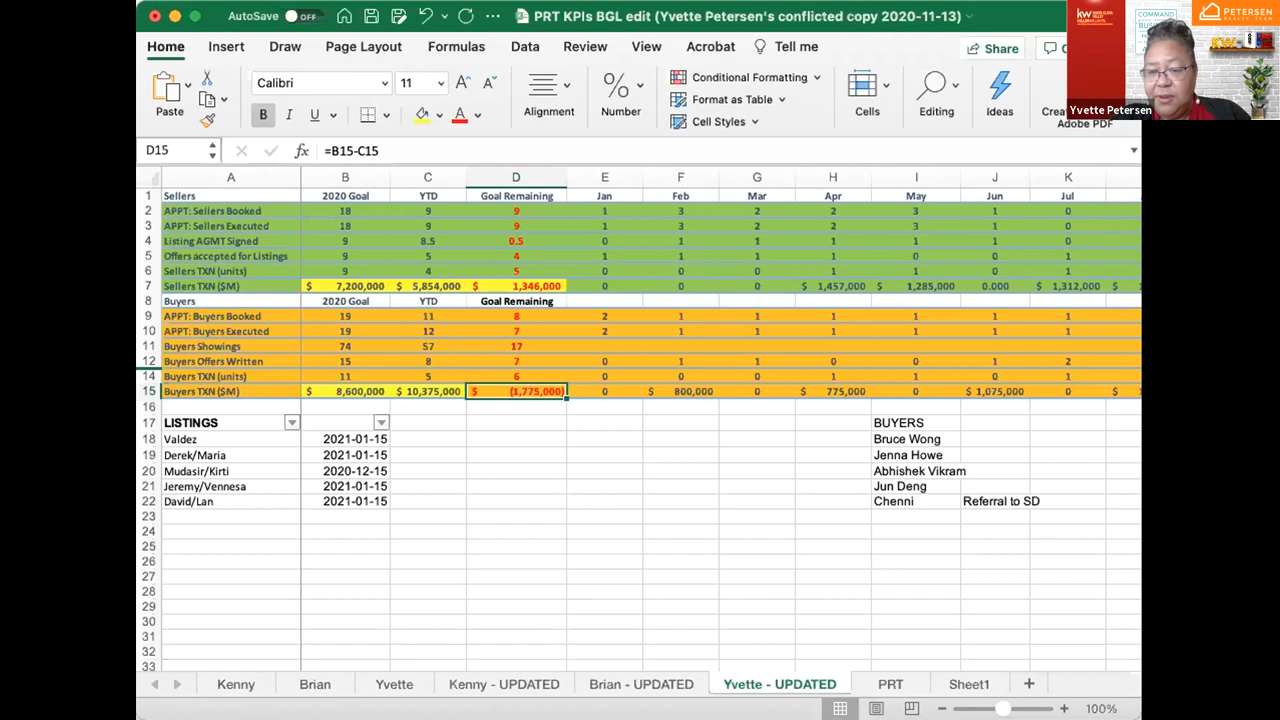 AutoSave OFF PRT KPIs BGL edit (Yvette
Home Insert Draw Page Layout Formulas Data Review View Acrobat Tell me Share
Paste Calibri 11 B I U A Alignment Number Conditional Formatting Format as Table Cell Styles Cells Editing Ideas Adobe PDF
D15 fx =B15-C15
A B C D E F G H I J K
1 Sellers 2020 Goal YTD Goal Remaining Jan Feb Mar Apr May Jun Jul
2 APPT: Sellers Booked 18 9 9 1 3 2 2 3 1 0
3 APPT: Sellers Executed 18 9 9 1 3 2 2 3 1 0
4 Listing AGMT Signed 9 8.5 0.5 0 1 1 1 1 1 0
5 Offers accepted for Listings 9 5 4 1 1 1 1 0 0 1
6 Sellers TXN (units) 9 4 5 0 0 0 1 1 0 1
7 Sellers TXN ($M) $ 7,200,000 $ 5,854,000 $ 1,346,000 0 0 0 $ 1,457,000 $ 1,285,000 0.000 $ 1,312,000 $
8 Buyers 2020 Goal YTD Goal Remaining
9 APPT: Buyers Booked 19 11 8 2 1 1 1 1 1 1
10 APPT: Buyers Executed 19 12 7 2 1 1 1 1 1 1
11 Buyers Showings 74 57 17
12 Buyers Offers Written 15 8 7 0 1 1 0 0 1 2
14 Buyers TXN (units) 11 5 6 0 0 0 1 1 0 1
15 Buyers TXN ($M) $ 8,600,000 $ 10,375,000 $ (1,775,000) 0 $ 800,000 0 $ 775,000 0 $ 1,075,000 0 $
16
17 LISTINGS BUYERS
18 Valdez 2021-01-15 Bruce Wong
19 Derek/Maria 2021-01-15 Jenna Howe
20 Mudasir/Kirti 2020-12-15 Abhishek Vikram
21 Jeremy/Vennesa 2021-01-15 Jun Deng
22 David/Lan 2021-01-15 Chenni Referral to SD
23
24
25
26
27
28
29
30
31
32
33
Kenny Brian Yvette Kenny - UPDATED Brian - UPDATED Yvette - UPDATED PRT Sheet1 +
100%
kw
COMMAND
PETERSEN
REALTY TEAM
Yvette Petersen